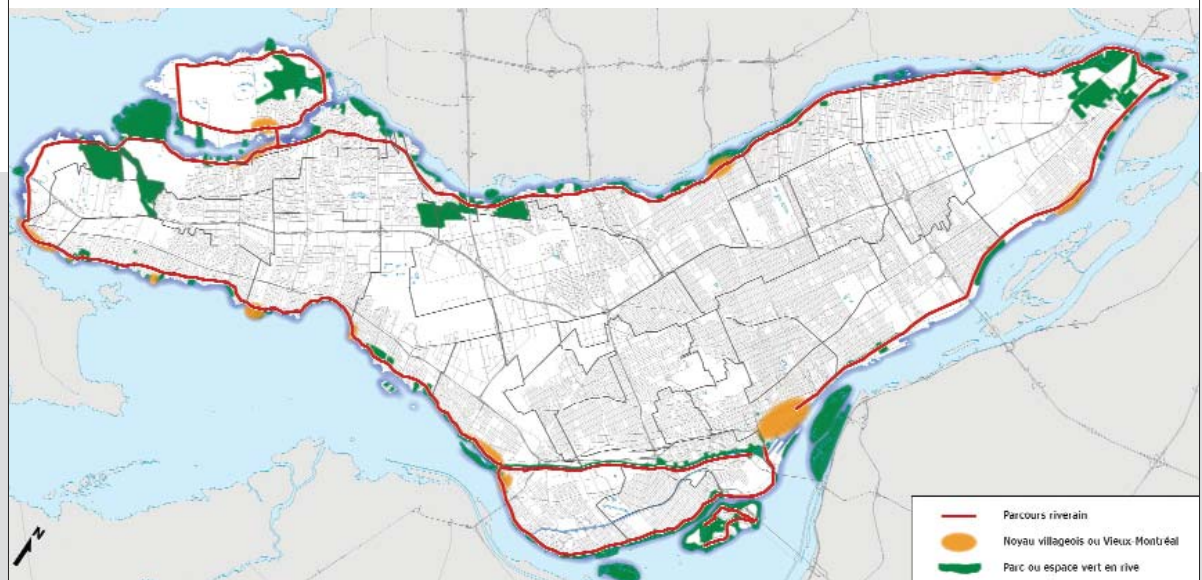 N
Parcours riverain
Noyau villageois ou Vieux-Montréal
Parc ou espace vert en rive